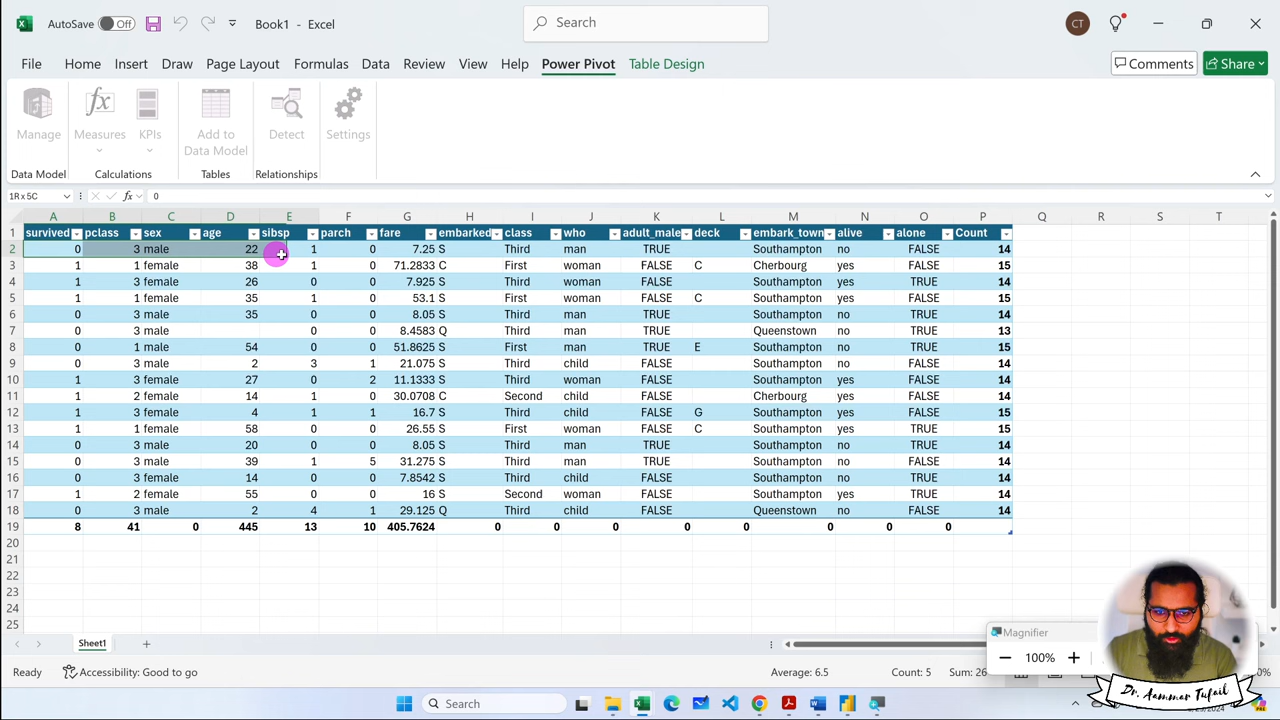 AutoSave Off Book1 - Excel Search CT
File Home Insert Draw Page Layout Formulas Data Review View Help Power Pivot Table Design Comments Share
Manage Measures KPIs Add to Data Model Detect Settings
Data Model Calculations Tables Relationships
1R x 5C fx 0
A B C D E F G H I J K L M N O P Q R S T
1 survived pclass sex age sibsp parch fare embarked class who adult_male deck embark_town alive alone Count
2 0 3 male 22 1 0 7.25 S Third man TRUE Southampton no FALSE 14
3 1 1 female 38 1 0 71.2833 C First woman FALSE C Cherbourg yes FALSE 15
4 1 3 female 26 0 0 7.925 S Third woman FALSE Southampton yes TRUE 14
5 1 1 female 35 1 0 53.1 S First woman FALSE C Southampton yes FALSE 15
6 0 3 male 35 0 0 8.05 S Third man TRUE Southampton no TRUE 14
7 0 3 male 0 0 8.4583 Q Third man TRUE Queenstown no TRUE 13
8 0 1 male 54 0 0 51.8625 S First man TRUE E Southampton no TRUE 15
9 0 3 male 2 3 1 21.075 S Third child FALSE Southampton no FALSE 14
10 1 3 female 27 0 2 11.1333 S Third woman FALSE Southampton yes FALSE 14
11 1 2 female 14 1 0 30.0708 C Second child FALSE Cherbourg yes FALSE 14
12 1 3 female 4 1 1 16.7 S Third child FALSE G Southampton yes FALSE 15
13 1 1 female 58 0 0 26.55 S First woman FALSE C Southampton yes TRUE 15
14 0 3 male 20 0 0 8.05 S Third man TRUE Southampton no TRUE 14
15 0 3 male 39 1 5 31.275 S Third man TRUE Southampton no FALSE 14
16 0 3 female 14 0 0 7.8542 S Third child FALSE Southampton no TRUE 14
17 1 2 female 55 0 0 16 S Second woman FALSE Southampton yes TRUE 14
18 0 3 male 2 4 1 29.125 Q Third child FALSE Queenstown no FALSE 14
19 8 41 0 445 13 10 405.7624 0 0 0 0 0 0 0 0
20
21
22
23
24
25
Sheet1
Magnifier
100%
Ready Accessibility: Good to go Average: 6.5 Count: 5 Sum: 26
Dr. Aammar Tufail
Search